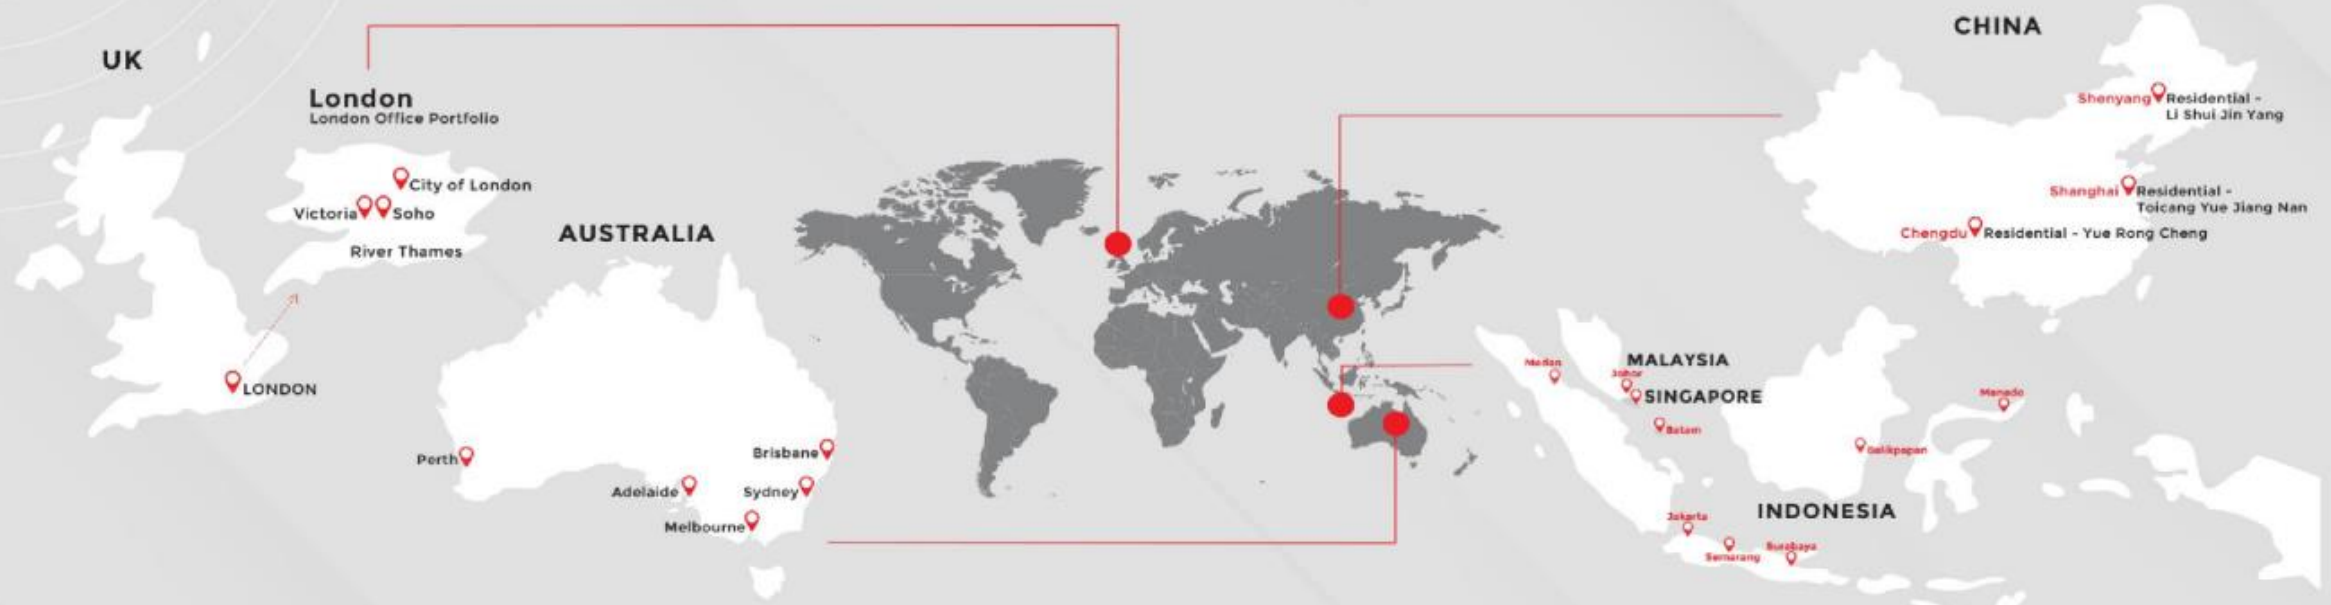 UK
London
London Office Portfolio
City of London
Victoria
Soho
River Thames
LONDON
AUSTRALIA
Perth
Brisbane
Adelaide
Sydney
Melbourne
CHINA
Shenyang
Residential -
Li Shui Jin Yang
Shanghai
Residential -
Toicang Yue Jiang Nan
Chengdu
Residential - Yue Rong Cheng
Medan
MALAYSIA
Johor
SINGAPORE
Batam
Manado
Balikpapan
INDONESIA
Jakarta
Semarang
Surabaya